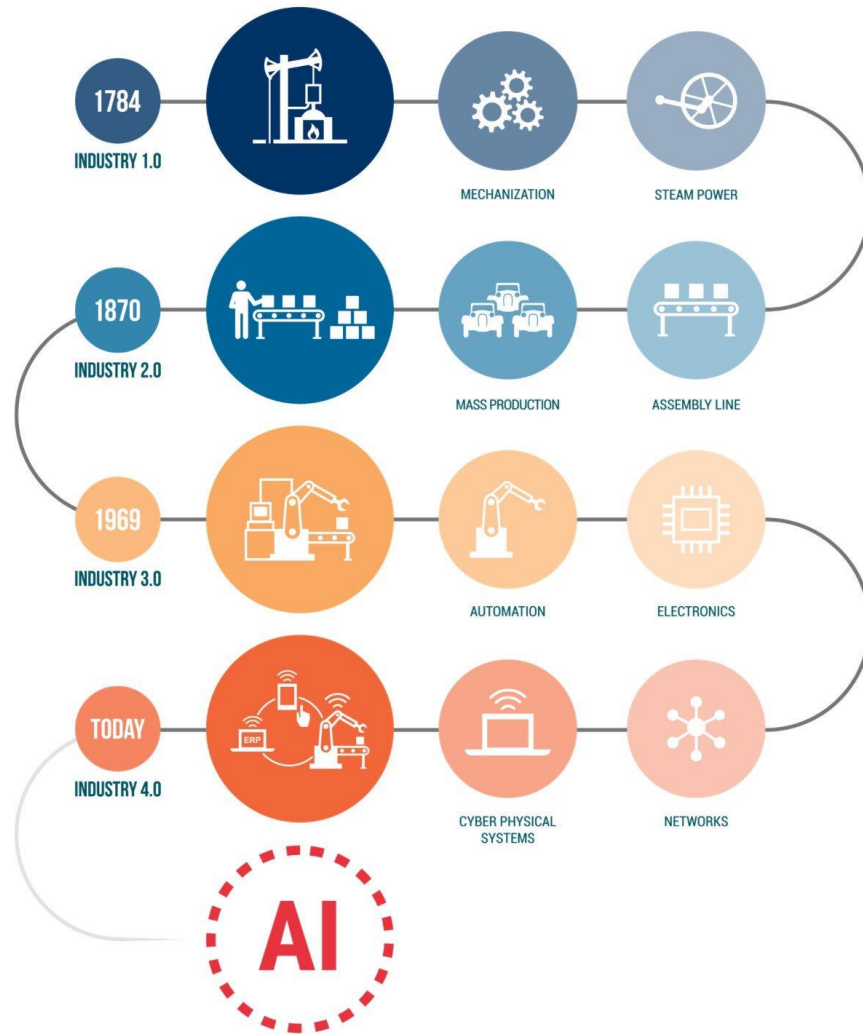 1784
INDUSTRY 1.0
MECHANIZATION
STEAM POWER
1870
INDUSTRY 2.0
MASS PRODUCTION
ASSEMBLY LINE
1969
INDUSTRY 3.0
AUTOMATION
ELECTRONICS
TODAY
INDUSTRY 4.0
ERP
CYBER PHYSICAL
SYSTEMS
NETWORKS
AI